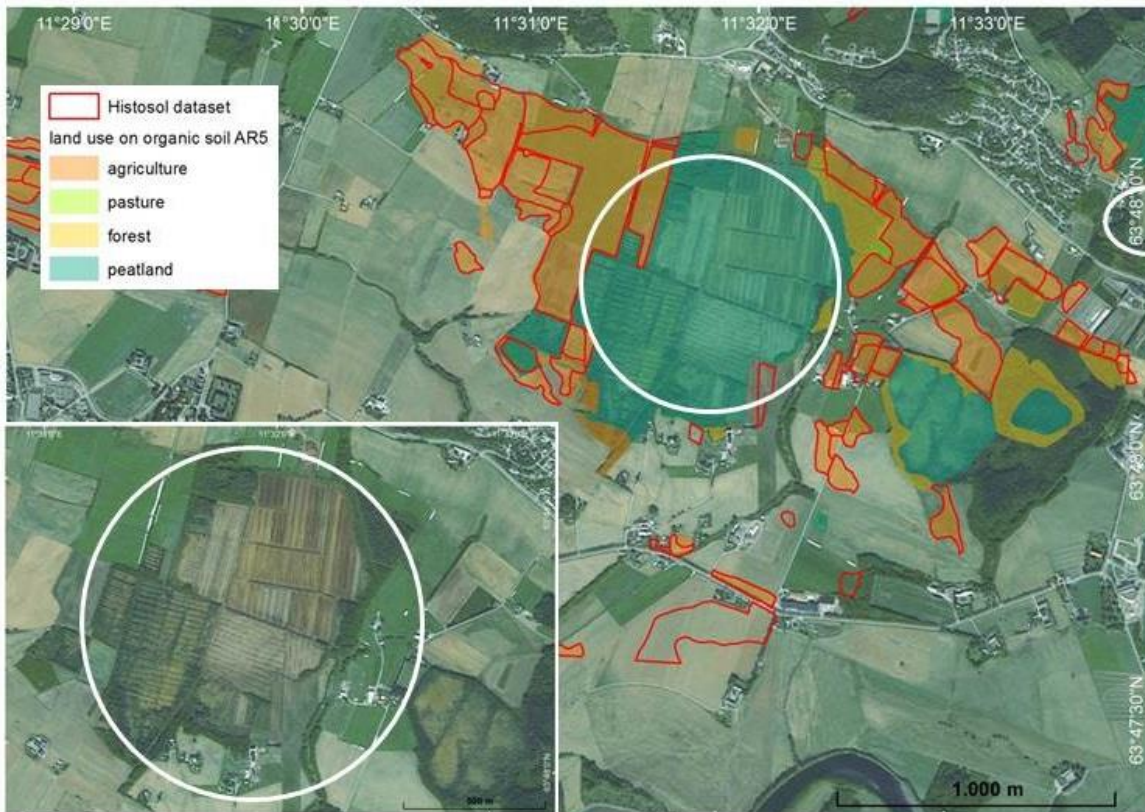 11°29'0"E 11°30'0"E 11°31'0"E 11°32'0"E 11°33'0"E
Histosol dataset
land use on organic soil AR5
agriculture
pasture
forest
peatland
63°47'30"N
500 m
1.000 m